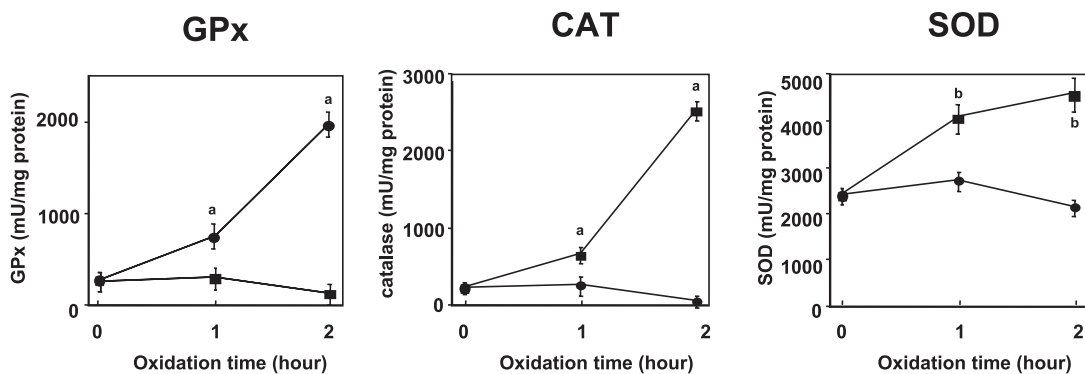 GPx
CAT
SOD
GPx (mU/mg protein)
2000
1000
0
a
a
0
1
2
Oxidation time (hour)
catalase (mU/mg protein)
3000
2000
1000
0
a
a
0
1
2
Oxidation time (hour)
SOD (mU/mg protein)
5000
4000
3000
2000
1000
0
b
b
0
1
2
Oxidation time (hour)